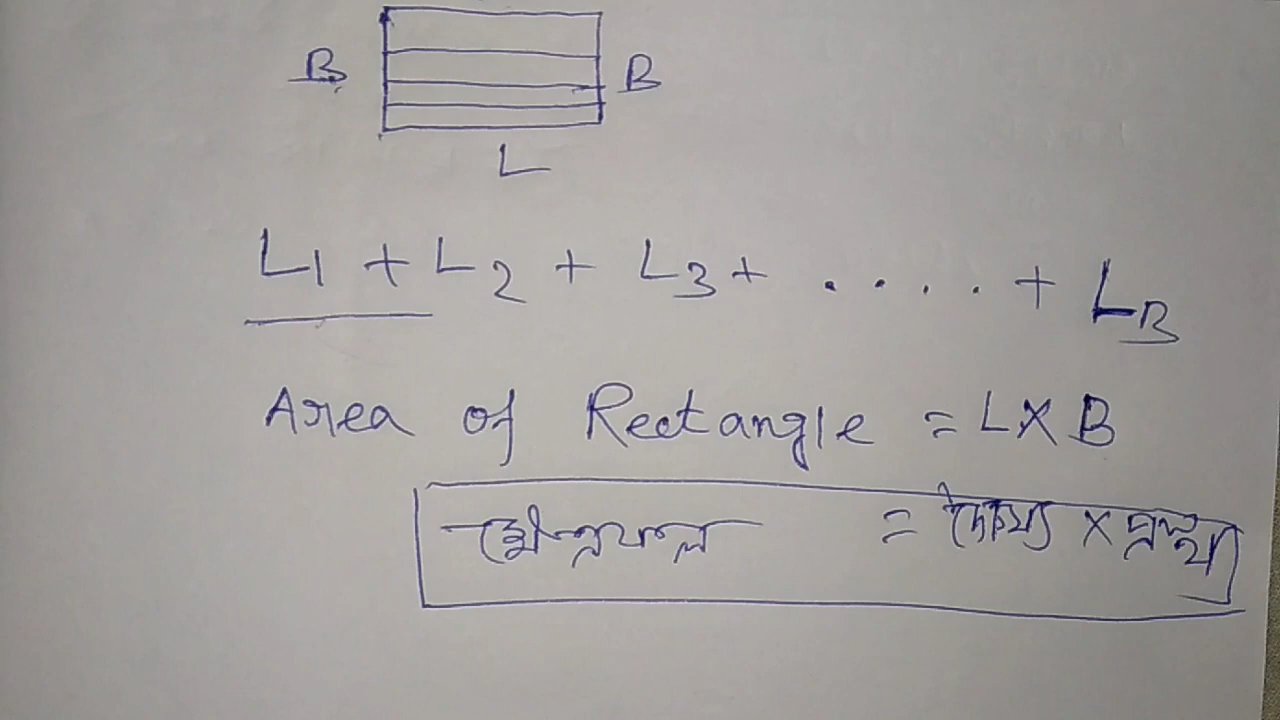 B B
L
L1 + L2 + L3 + ..... + LB
Area of Rectangle = L X B
ক্ষেত্রফল = দৈর্ঘ্য X প্রস্থ